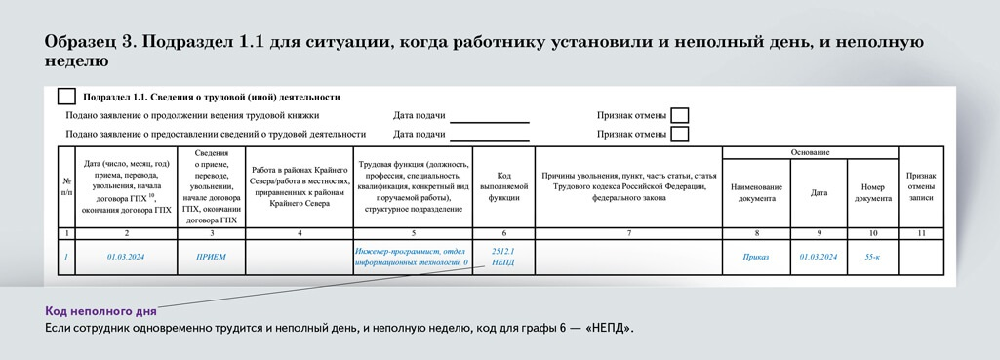 Образец 3. Подраздел 1.1 для ситуации, когда работнику установили и неполный день, и неполную
неделю
Подраздел 1.1. Сведения о трудовой (иной) деятельности
Подано заявление о продолжении ведения трудовой книжки Дата подачи Признак отмены
Подано заявление о предоставлении сведений о трудовой деятельности Дата подачи Признак отмены
№
п/п
Дата (число, месяц, год)
приема, перевода,
увольнения, начала
договора ГПХ 10,
окончания договора ГПХ
Сведения
о приеме,
переводе,
увольнении,
начале договора
ГПХ, окончании
договора ГПХ
Работа в районах Крайнего
Севера/работа в местностях,
приравненных к районам
Крайнего Севера
Трудовая функция (должность,
профессия, специальность,
квалификация, конкретный вид
поручаемой работы),
структурное подразделение
Код
выполняемой
функции
Причины увольнения, пункт, часть статьи, статья
Трудового кодекса Российской Федерации,
федерального закона
Основание
Наименование
документа
Дата
Номер
документа
Признак
отмены
записи
1 2 3 4 5 6 7 8 9 10 11
1
01.03.2024
ПРИЕМ
Инженер-программист, отдел
информационных технологий, 0
2512.1
НЕПД
Приказ
01.03.2024
55-к
Код неполного дня
Если сотрудник одновременно трудится и неполный день, и неполную неделю, код для графы 6 — «НЕПД».